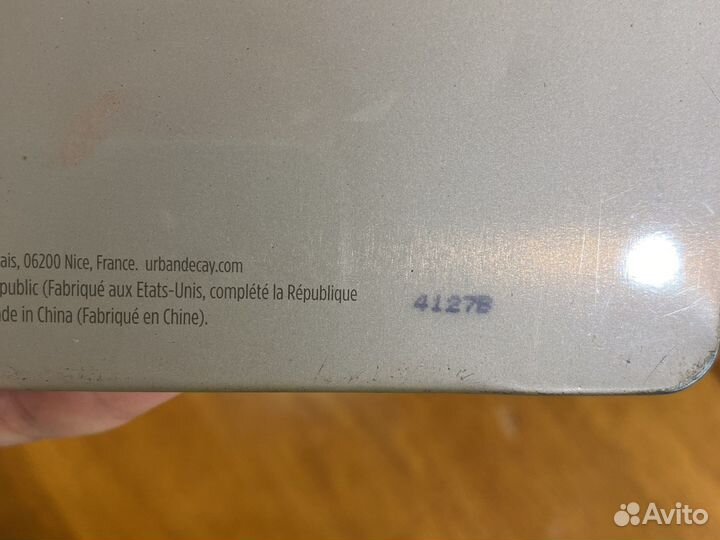 ais, 06200 Nice, France. urbandecay.com
public (Fabriqué aux Etats-Unis, complété la République
de in China (Fabriqué en Chine).
4127B
Avito